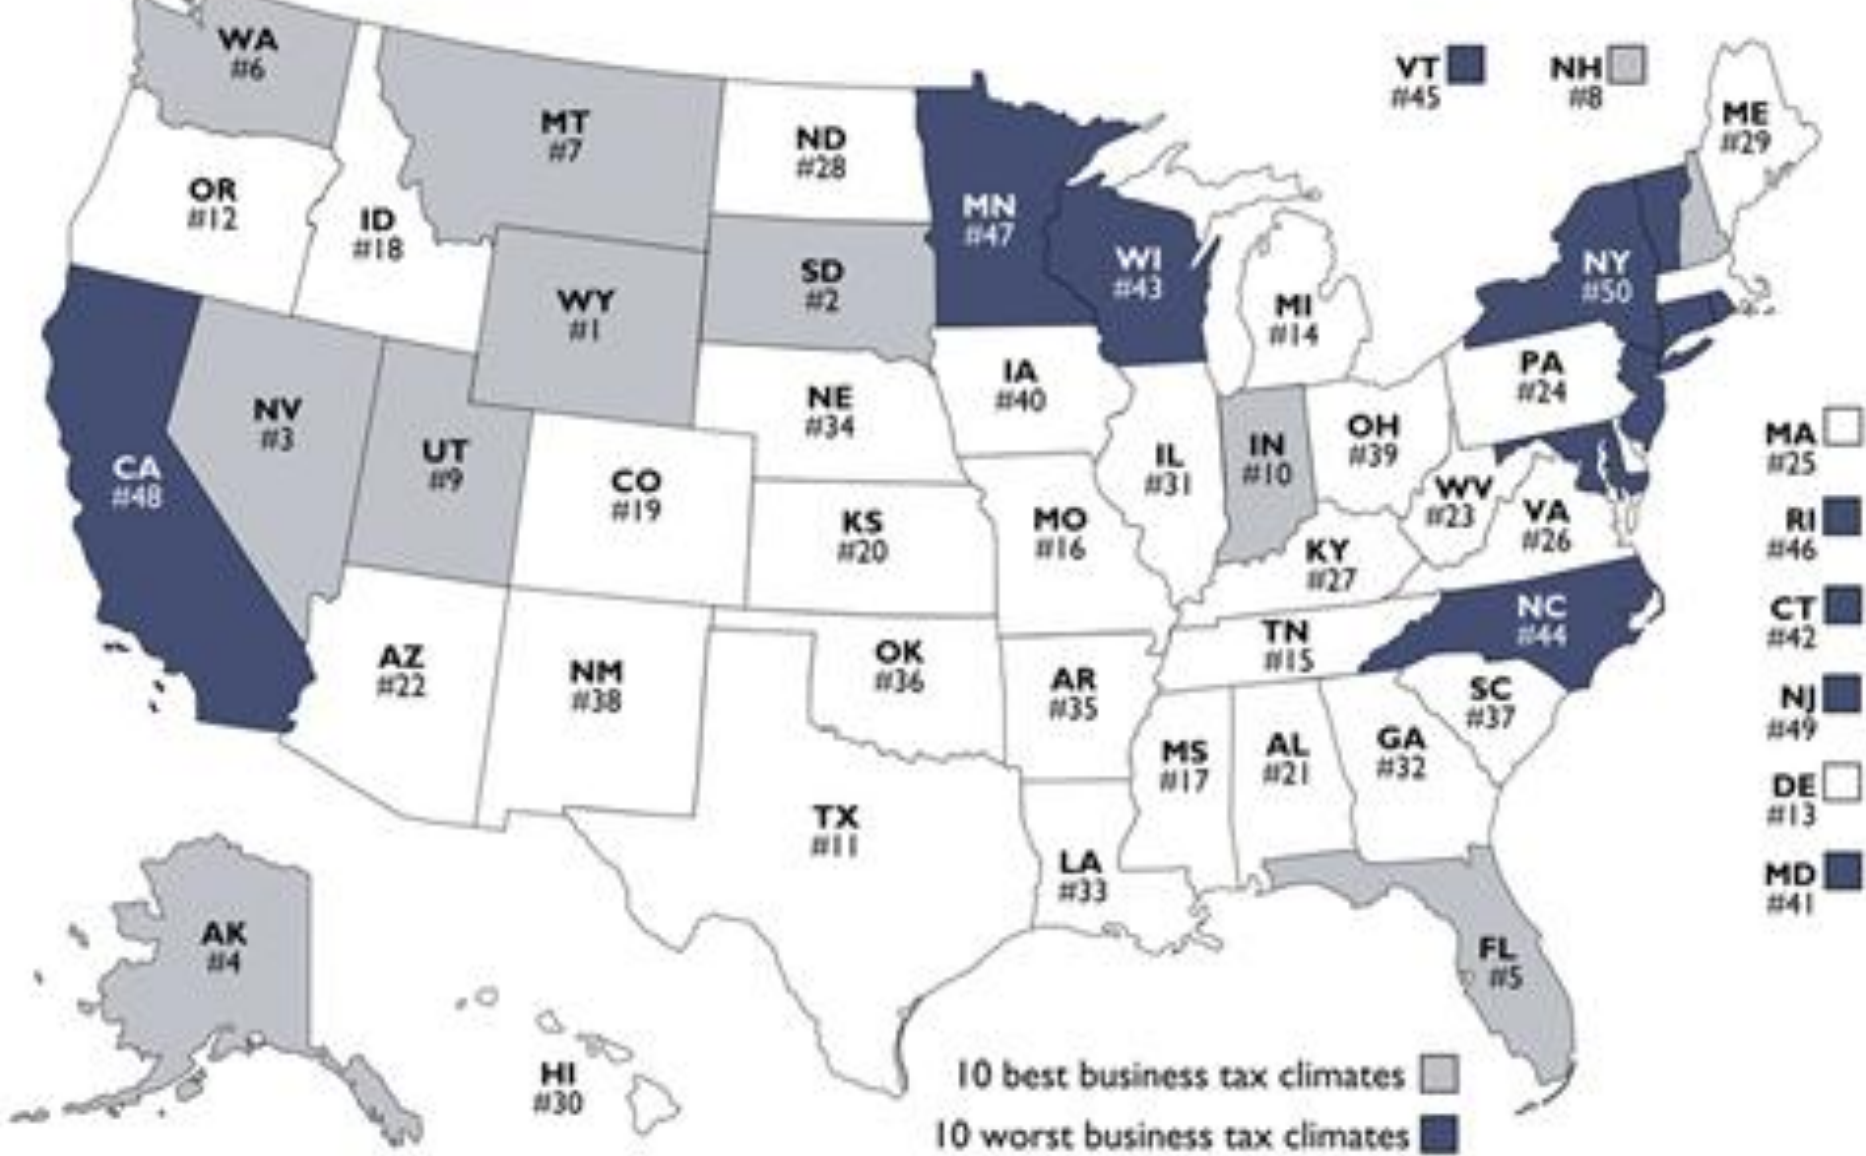 WA
#6
MT
#7
ND
#28
VT
#45
NH
#8
ME
#29
OR
#12
ID
#18
MN
#47
WI
#43
SD
#2
WY
#1
NY
#50
MI
#14
NV
#3
UT
#9
CA
#48
CO
#19
NE
#34
IA
#40
IL
#31
IN
#10
OH
#39
PA
#24
WV
#23
VA
#26
KY
#27
KS
#20
MO
#16
MA
#25
RI
#46
CT
#42
NJ
#49
DE
#13
MD
#41
AZ
#22
NM
#38
OK
#36
AR
#35
TN
#15
NC
#44
SC
#37
MS
#17
AL
#21
GA
#32
TX
#11
LA
#33
FL
#5
AK
#4
HI
#30
10 best business tax climates
10 worst business tax climates